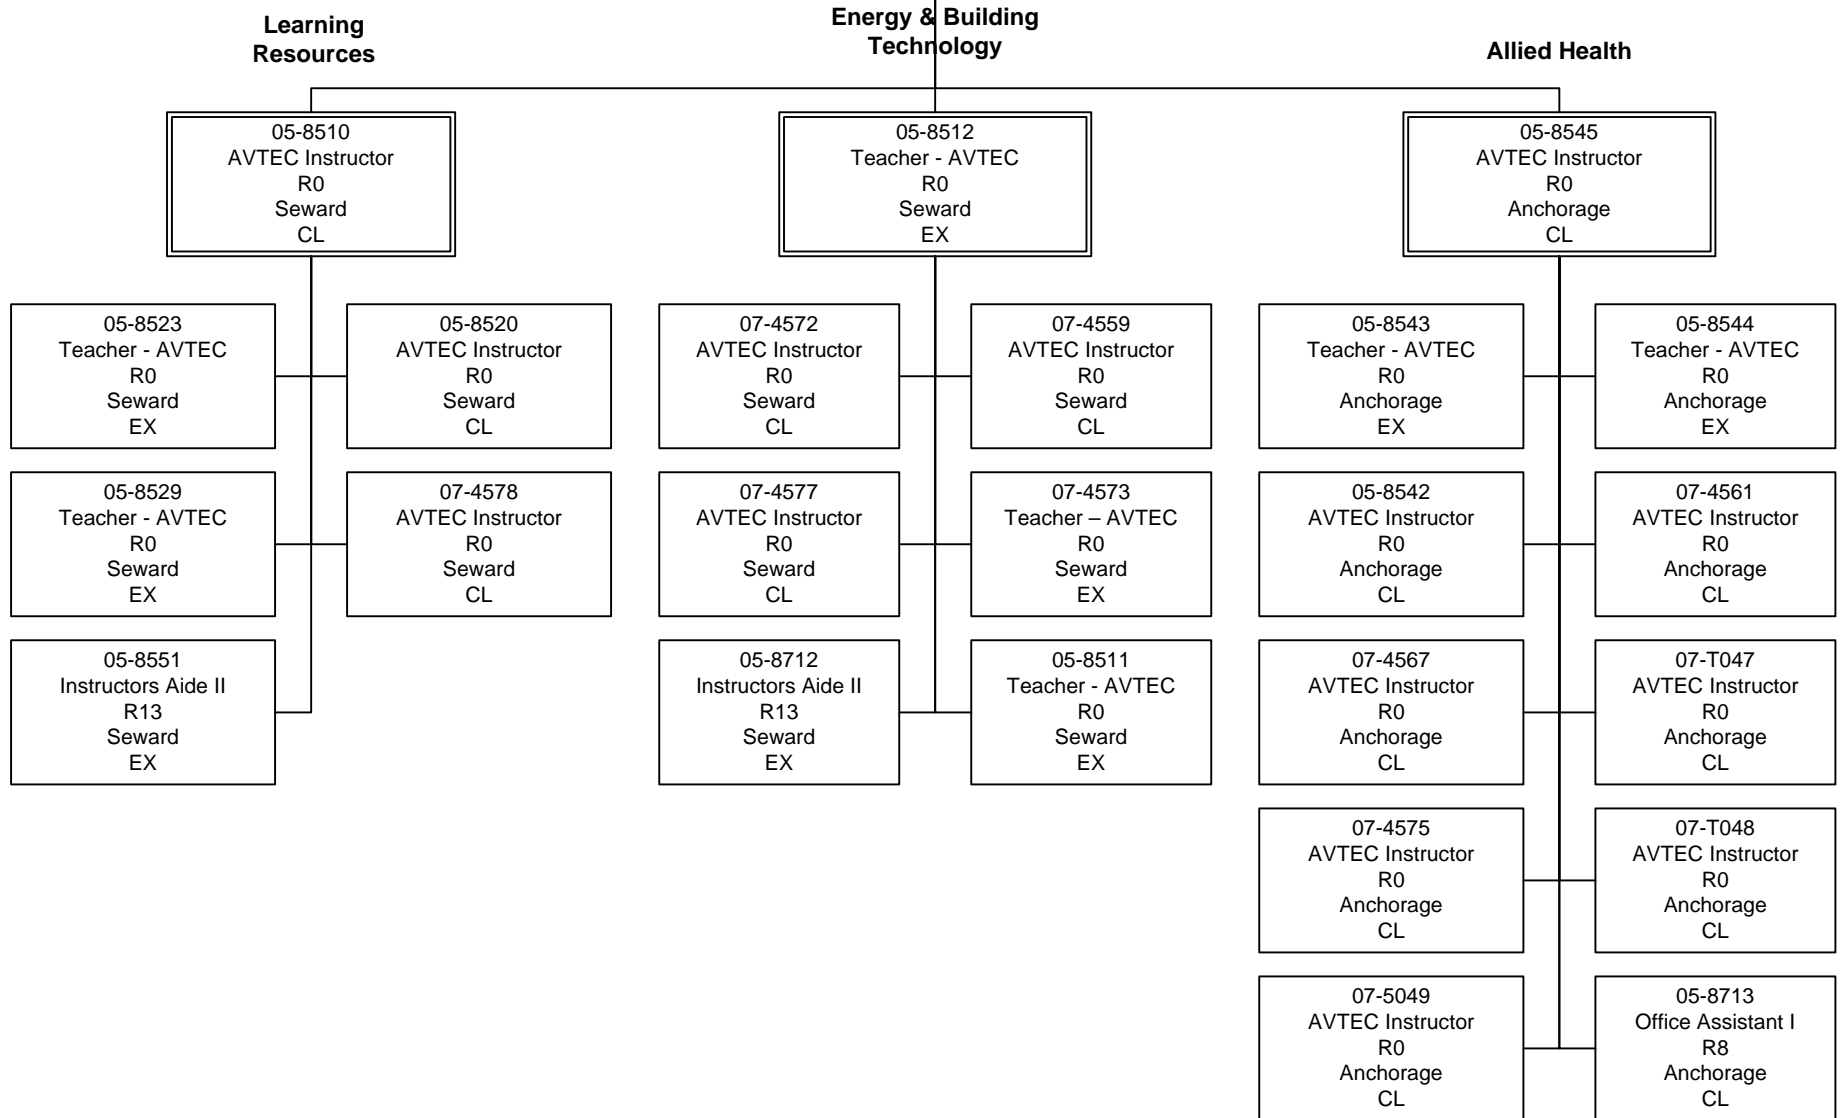 Learning
Resources
Energy & Building
Technology
Allied Health
05-8510
AVTEC Instructor
R0
Seward
CL
05-8512
Teacher - AVTEC
R0
Seward
EX
05-8545
AVTEC Instructor
R0
Anchorage
CL
05-8523
Teacher - AVTEC
R0
Seward
EX
05-8520
AVTEC Instructor
R0
Seward
CL
07-4572
AVTEC Instructor
R0
Seward
CL
07-4559
AVTEC Instructor
R0
Seward
CL
05-8543
Teacher - AVTEC
R0
Anchorage
EX
05-8544
Teacher - AVTEC
R0
Anchorage
EX
05-8529
Teacher - AVTEC
R0
Seward
EX
07-4578
AVTEC Instructor
R0
Seward
CL
07-4577
AVTEC Instructor
R0
Seward
CL
07-4573
Teacher – AVTEC
R0
Seward
EX
05-8542
AVTEC Instructor
R0
Anchorage
CL
07-4561
AVTEC Instructor
R0
Anchorage
CL
05-8551
Instructors Aide II
R13
Seward
EX
05-8712
Instructors Aide II
R13
Seward
EX
05-8511
Teacher - AVTEC
R0
Seward
EX
07-4567
AVTEC Instructor
R0
Anchorage
CL
07-T047
AVTEC Instructor
R0
Anchorage
CL
07-4575
AVTEC Instructor
R0
Anchorage
CL
07-T048
AVTEC Instructor
R0
Anchorage
CL
07-5049
AVTEC Instructor
R0
Anchorage
CL
05-8713
Office Assistant I
R8
Anchorage
CL